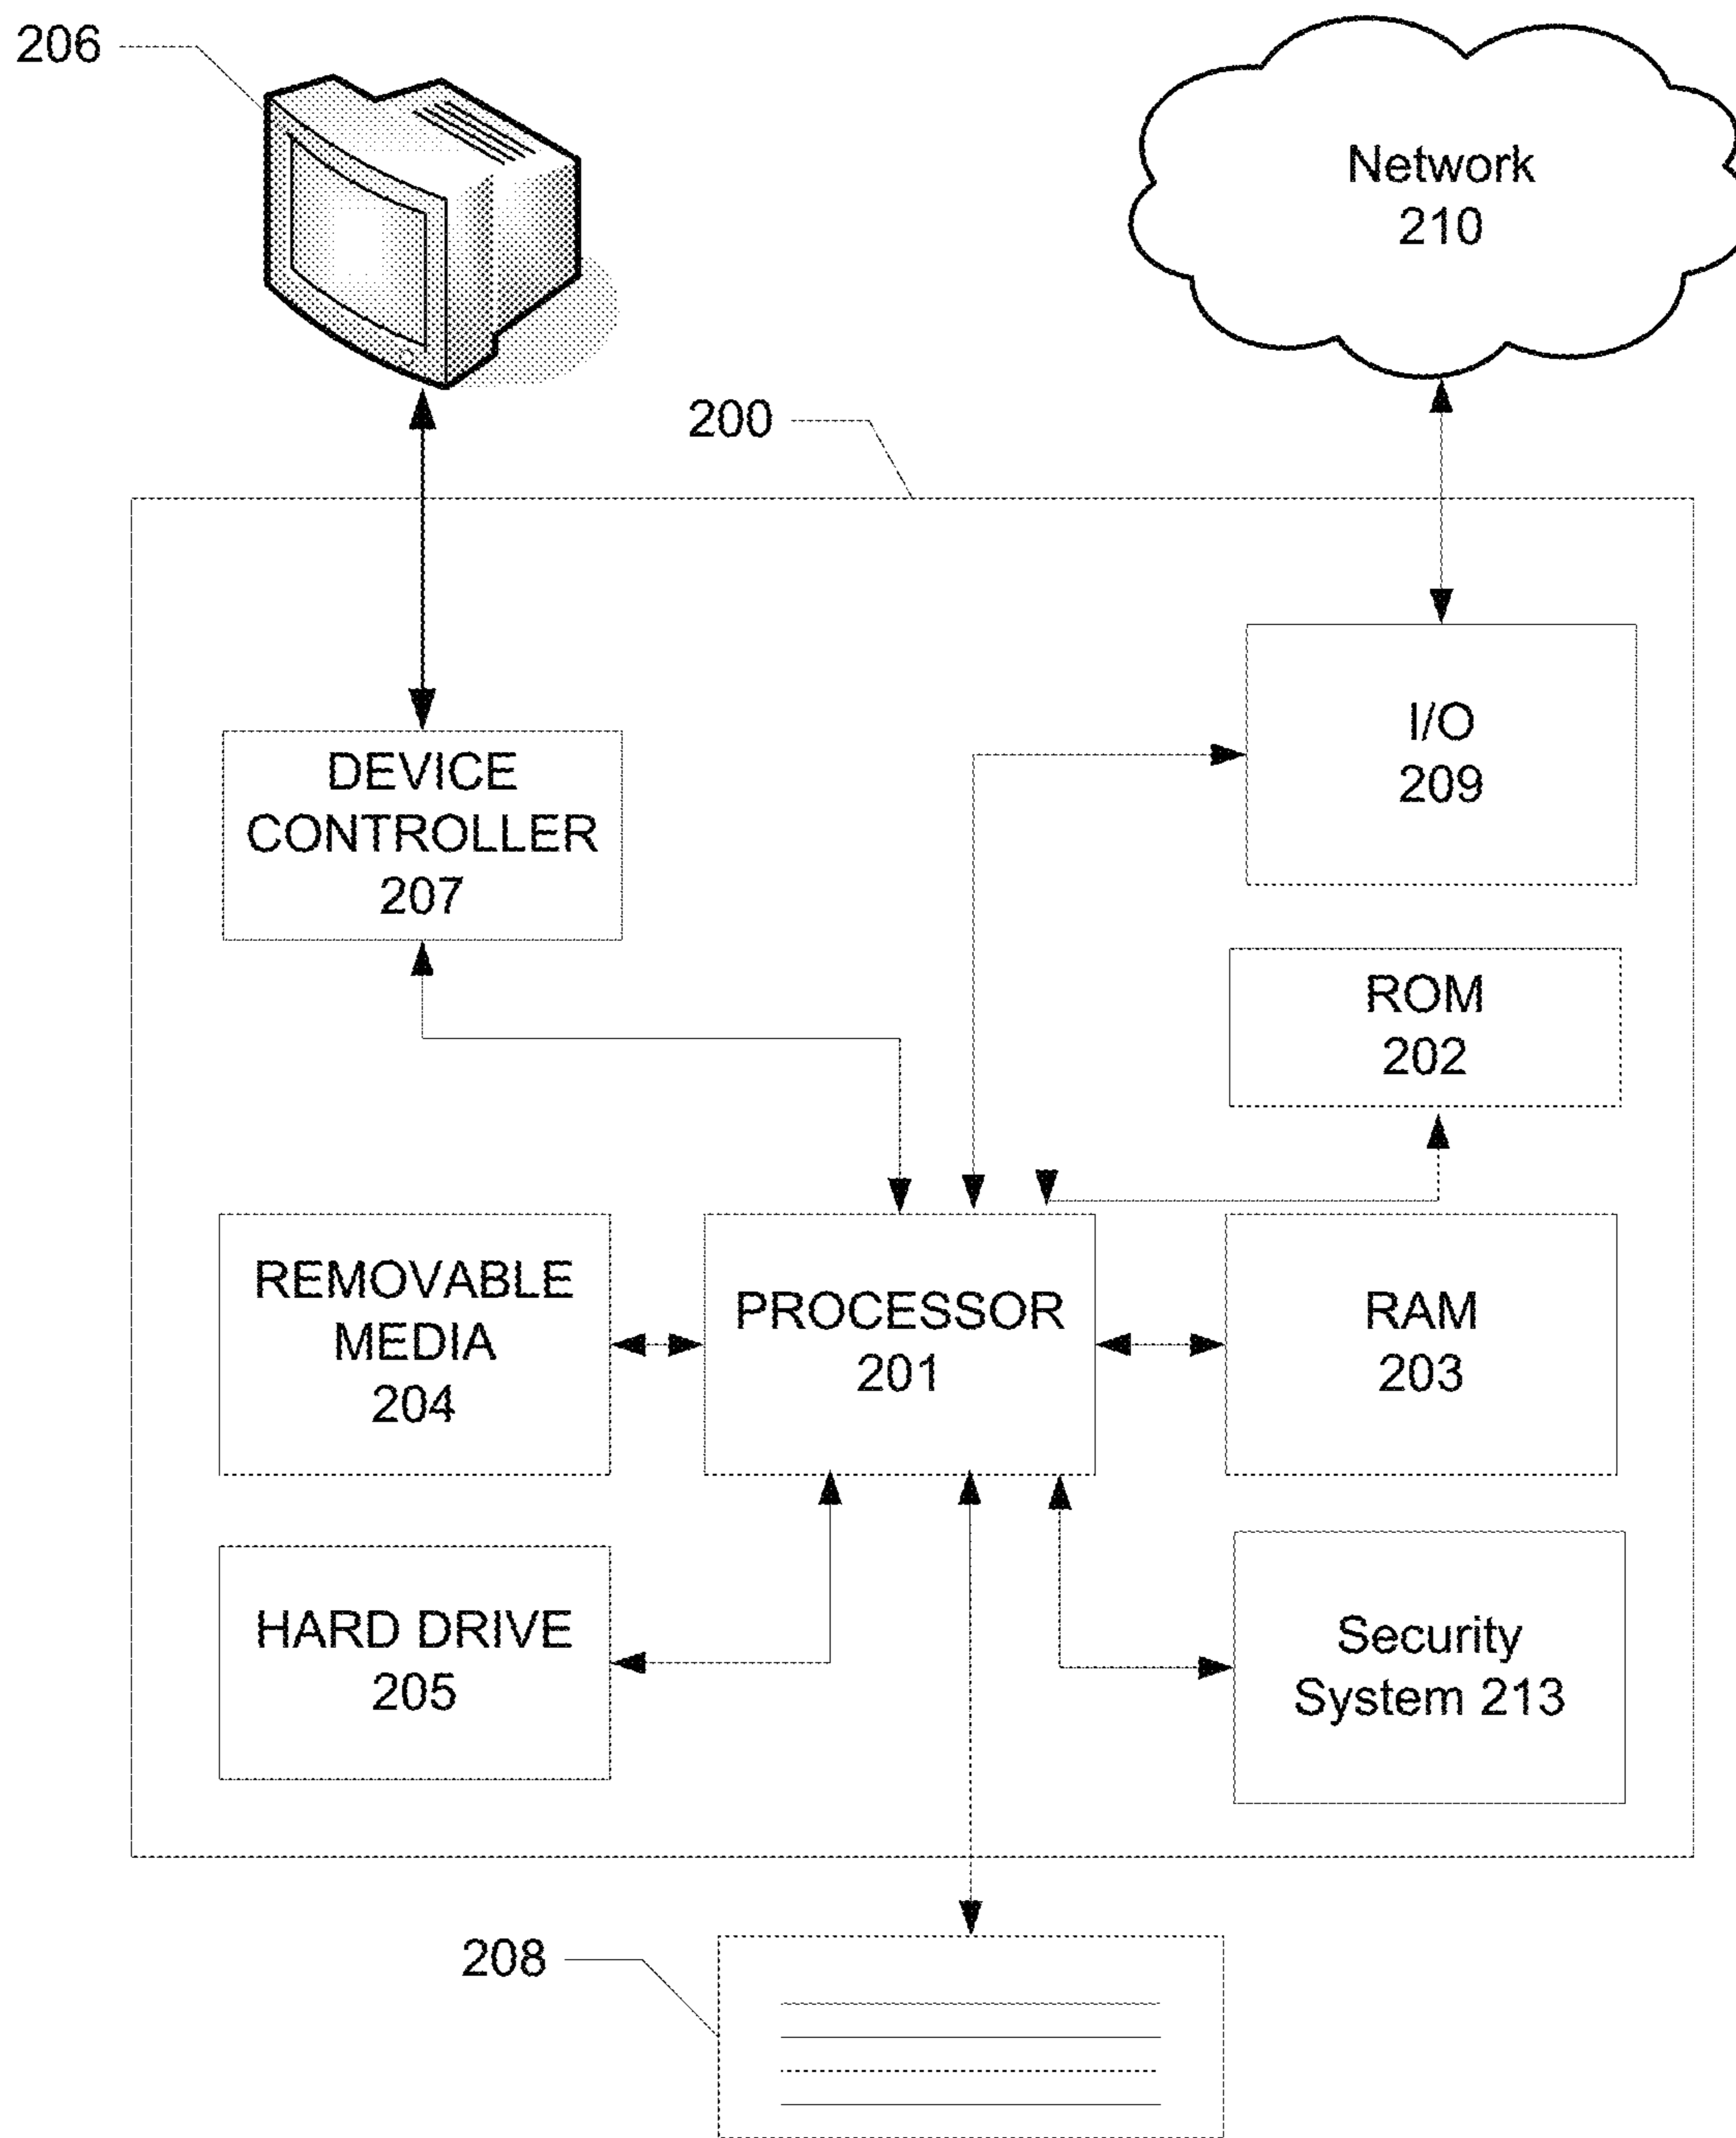 206
Network
210
200
DEVICE
CONTROLLER
207
I/O
209
ROM
202
REMOVABLE
MEDIA
204
PROCESSOR
201
RAM
203
HARD DRIVE
205
Security
System 213
208